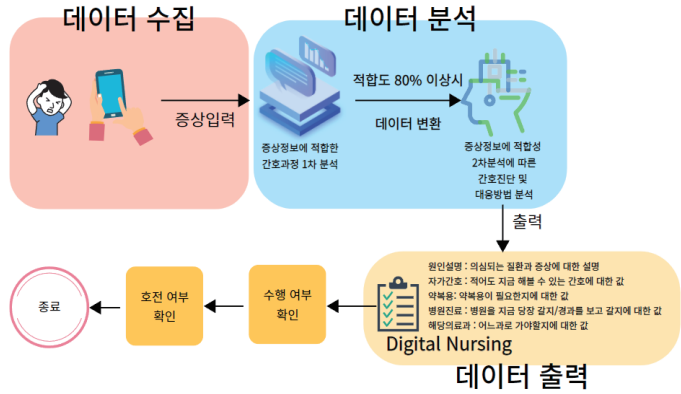 데이터 수집
데이터 분석
증상입력
적합도 80% 이상시
데이터 변환
증상정보에 적합한
간호과정 1차 분석
증상정보에 적합성
2차분석에 따른
간호진단 및
대응방법 분석
출력
원인설명 : 의심되는 질환과 증상에 대한 설명
자가간호 : 적어도 지금 해볼 수 있는 간호에 대한 값
약복용: 약복용이 필요한지에 대한 값
병원진료 : 병원을 지금 당장 갈지/경과를 보고 갈지에 대한 값
해당의료과 : 어느과로 가야할지에 대한 값
Digital Nursing
데이터 출력
수행 여부
확인
호전 여부
확인
종료